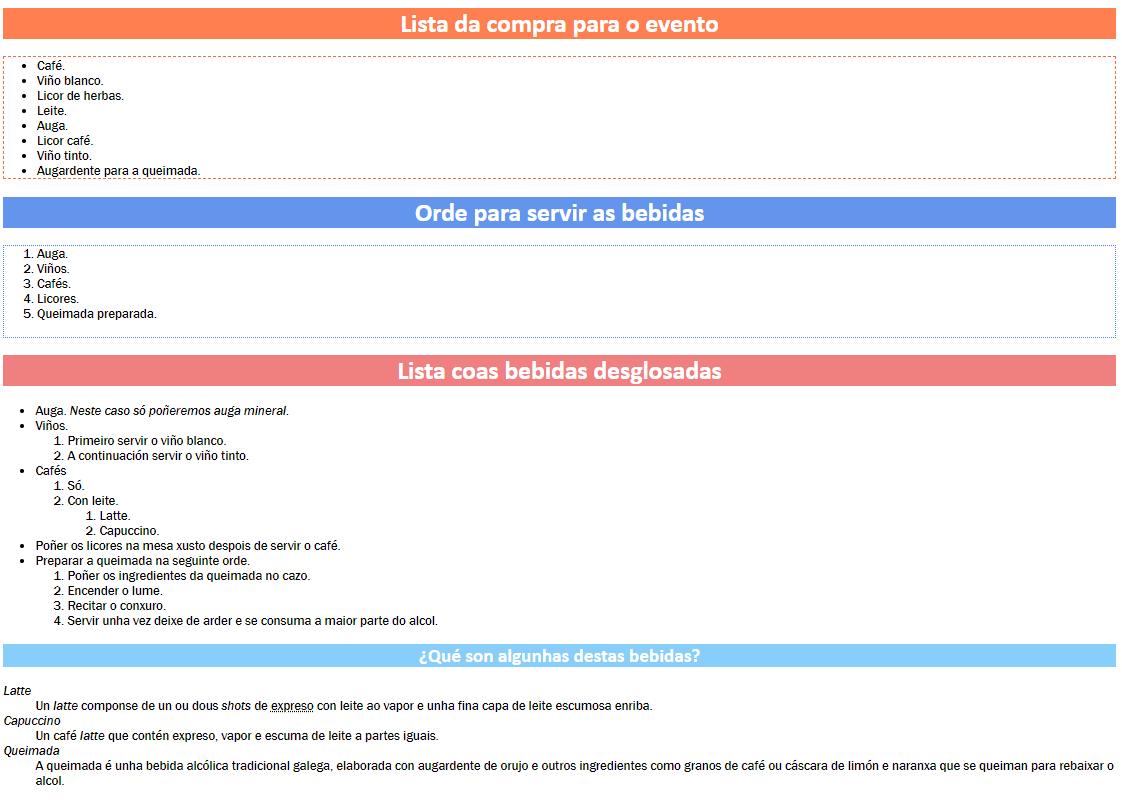 Lista da compra para o evento
• Café.
• Viño blanco.
• Licor de herbas.
• Leite.
• Auga.
• Licor café.
• Viño tinto.
• Augardente para a queimada.
Orde para servir as bebidas
1. Auga.
2. Viños.
3. Cafés.
4. Licores.
5. Queimada preparada.
Lista coas bebidas desglosadas
• Auga. Neste caso só poñeremos auga mineral.
• Viños.
1. Primeiro servir o viño blanco.
2. A continuación servir o viño tinto.
• Cafés
1. Só.
2. Con leite.
1. Latte.
2. Capuccino.
• Poñer os licores na mesa xusto despois de servir o café.
• Preparar a queimada na seguinte orde.
1. Poñer os ingredientes da queimada no cazo.
2. Encender o lume.
3. Recitar o conxuro.
4. Servir unha vez deixe de arder e se consuma a maior parte do alcol.
¿Qué son algunhas destas bebidas?
Latte
Un latte componse de un ou dous shots de expreso con leite ao vapor e unha fina capa de leite escumosa enriba.
Capuccino
Un café latte que contén expreso, vapor e escuma de leite a partes iguais.
Queimada
A queimada é unha bebida alcólica tradicional galega, elaborada con augardente de orujo e outros ingredientes como granos de café ou cáscara de limón e naranxa que se queiman para rebaixar o
alcol.